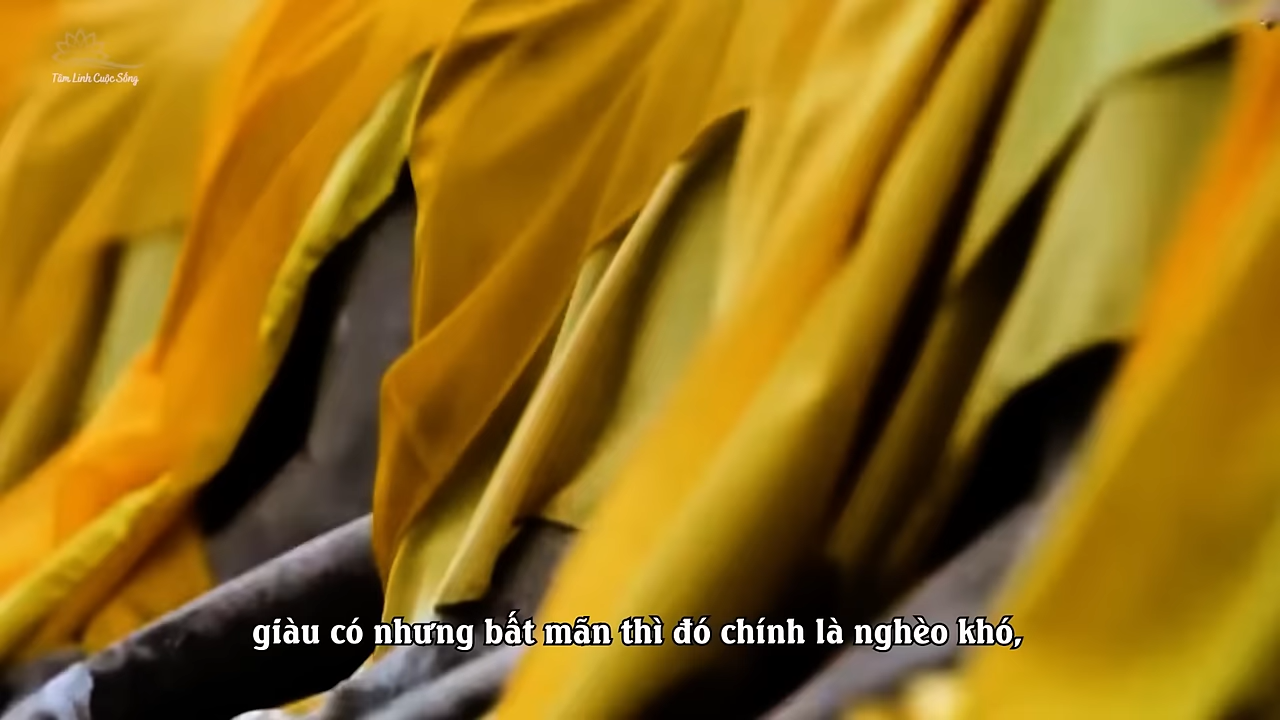 Tâm Linh Cuộc Sống
giàu có nhưng bất mãn thì đó chính là nghèo khó,